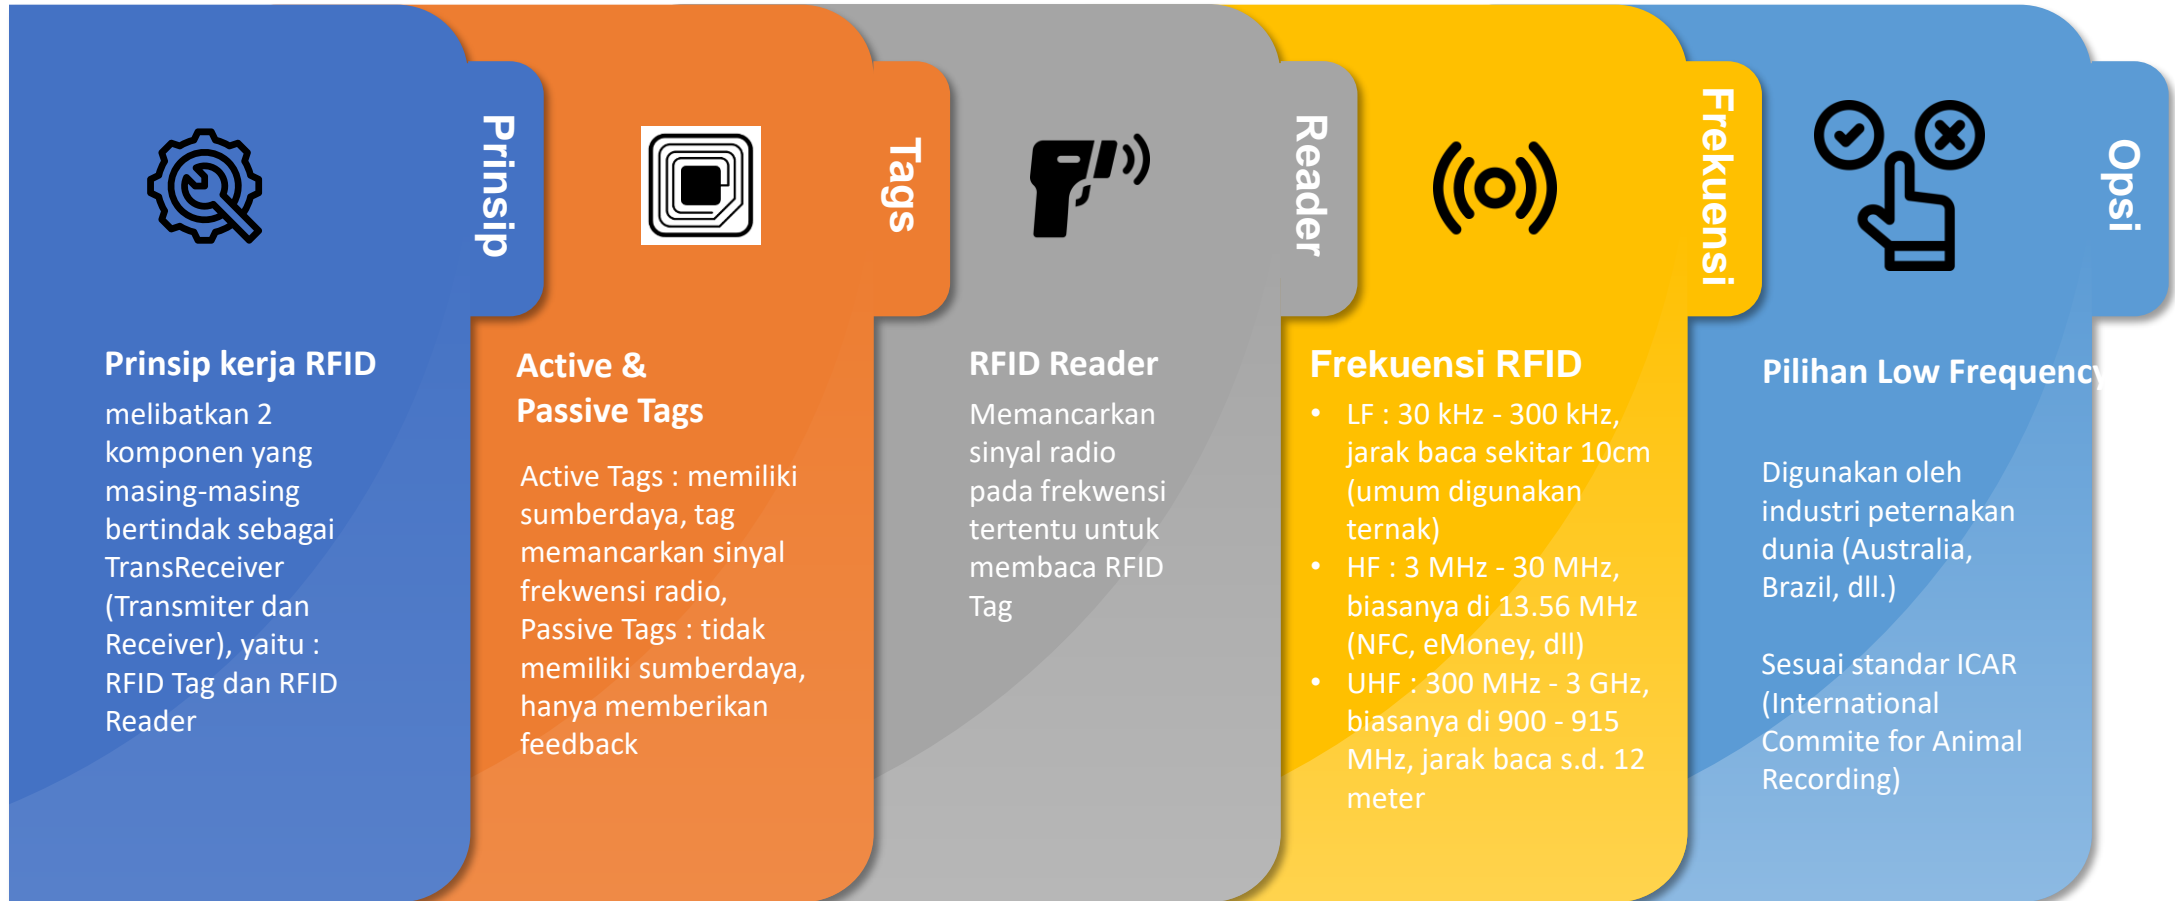 Prinsip
Prinsip kerja RFID
melibatkan 2
komponen yang
masing-masing
bertindak sebagai
TransReceiver
(Transmiter dan
Receiver), yaitu :
RFID Tag dan RFID
Reader
Tags
Active &
Passive Tags
Active Tags : memiliki
sumberdaya, tag
memancarkan sinyal
frekwensi radio,
Passive Tags : tidak
memiliki sumberdaya,
hanya memberikan
feedback
Reader
RFID Reader
Memancarkan
sinyal radio
pada frekwensi
tertentu untuk
membaca RFID
Tag
Frekuensi
Frekuensi RFID
• LF : 30 kHz - 300 kHz,
jarak baca sekitar 10cm
(umum digunakan
ternak)
• HF : 3 MHz - 30 MHz,
biasanya di 13.56 MHz
(NFC, eMoney, dll)
• UHF : 300 MHz - 3 GHz,
biasanya di 900 - 915
MHz, jarak baca s.d. 12
meter
Opsi
Pilihan Low Frequency
Digunakan oleh
industri peternakan
dunia (Australia,
Brazil, dll.)
Sesuai standar ICAR
(International
Commite for Animal
Recording)